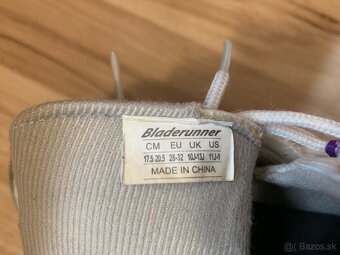 Bladerunner
CM EU UK US
17.5-20.5 28-32 10J-13J 11J-1
MADE IN CHINA
© Bazos.sk